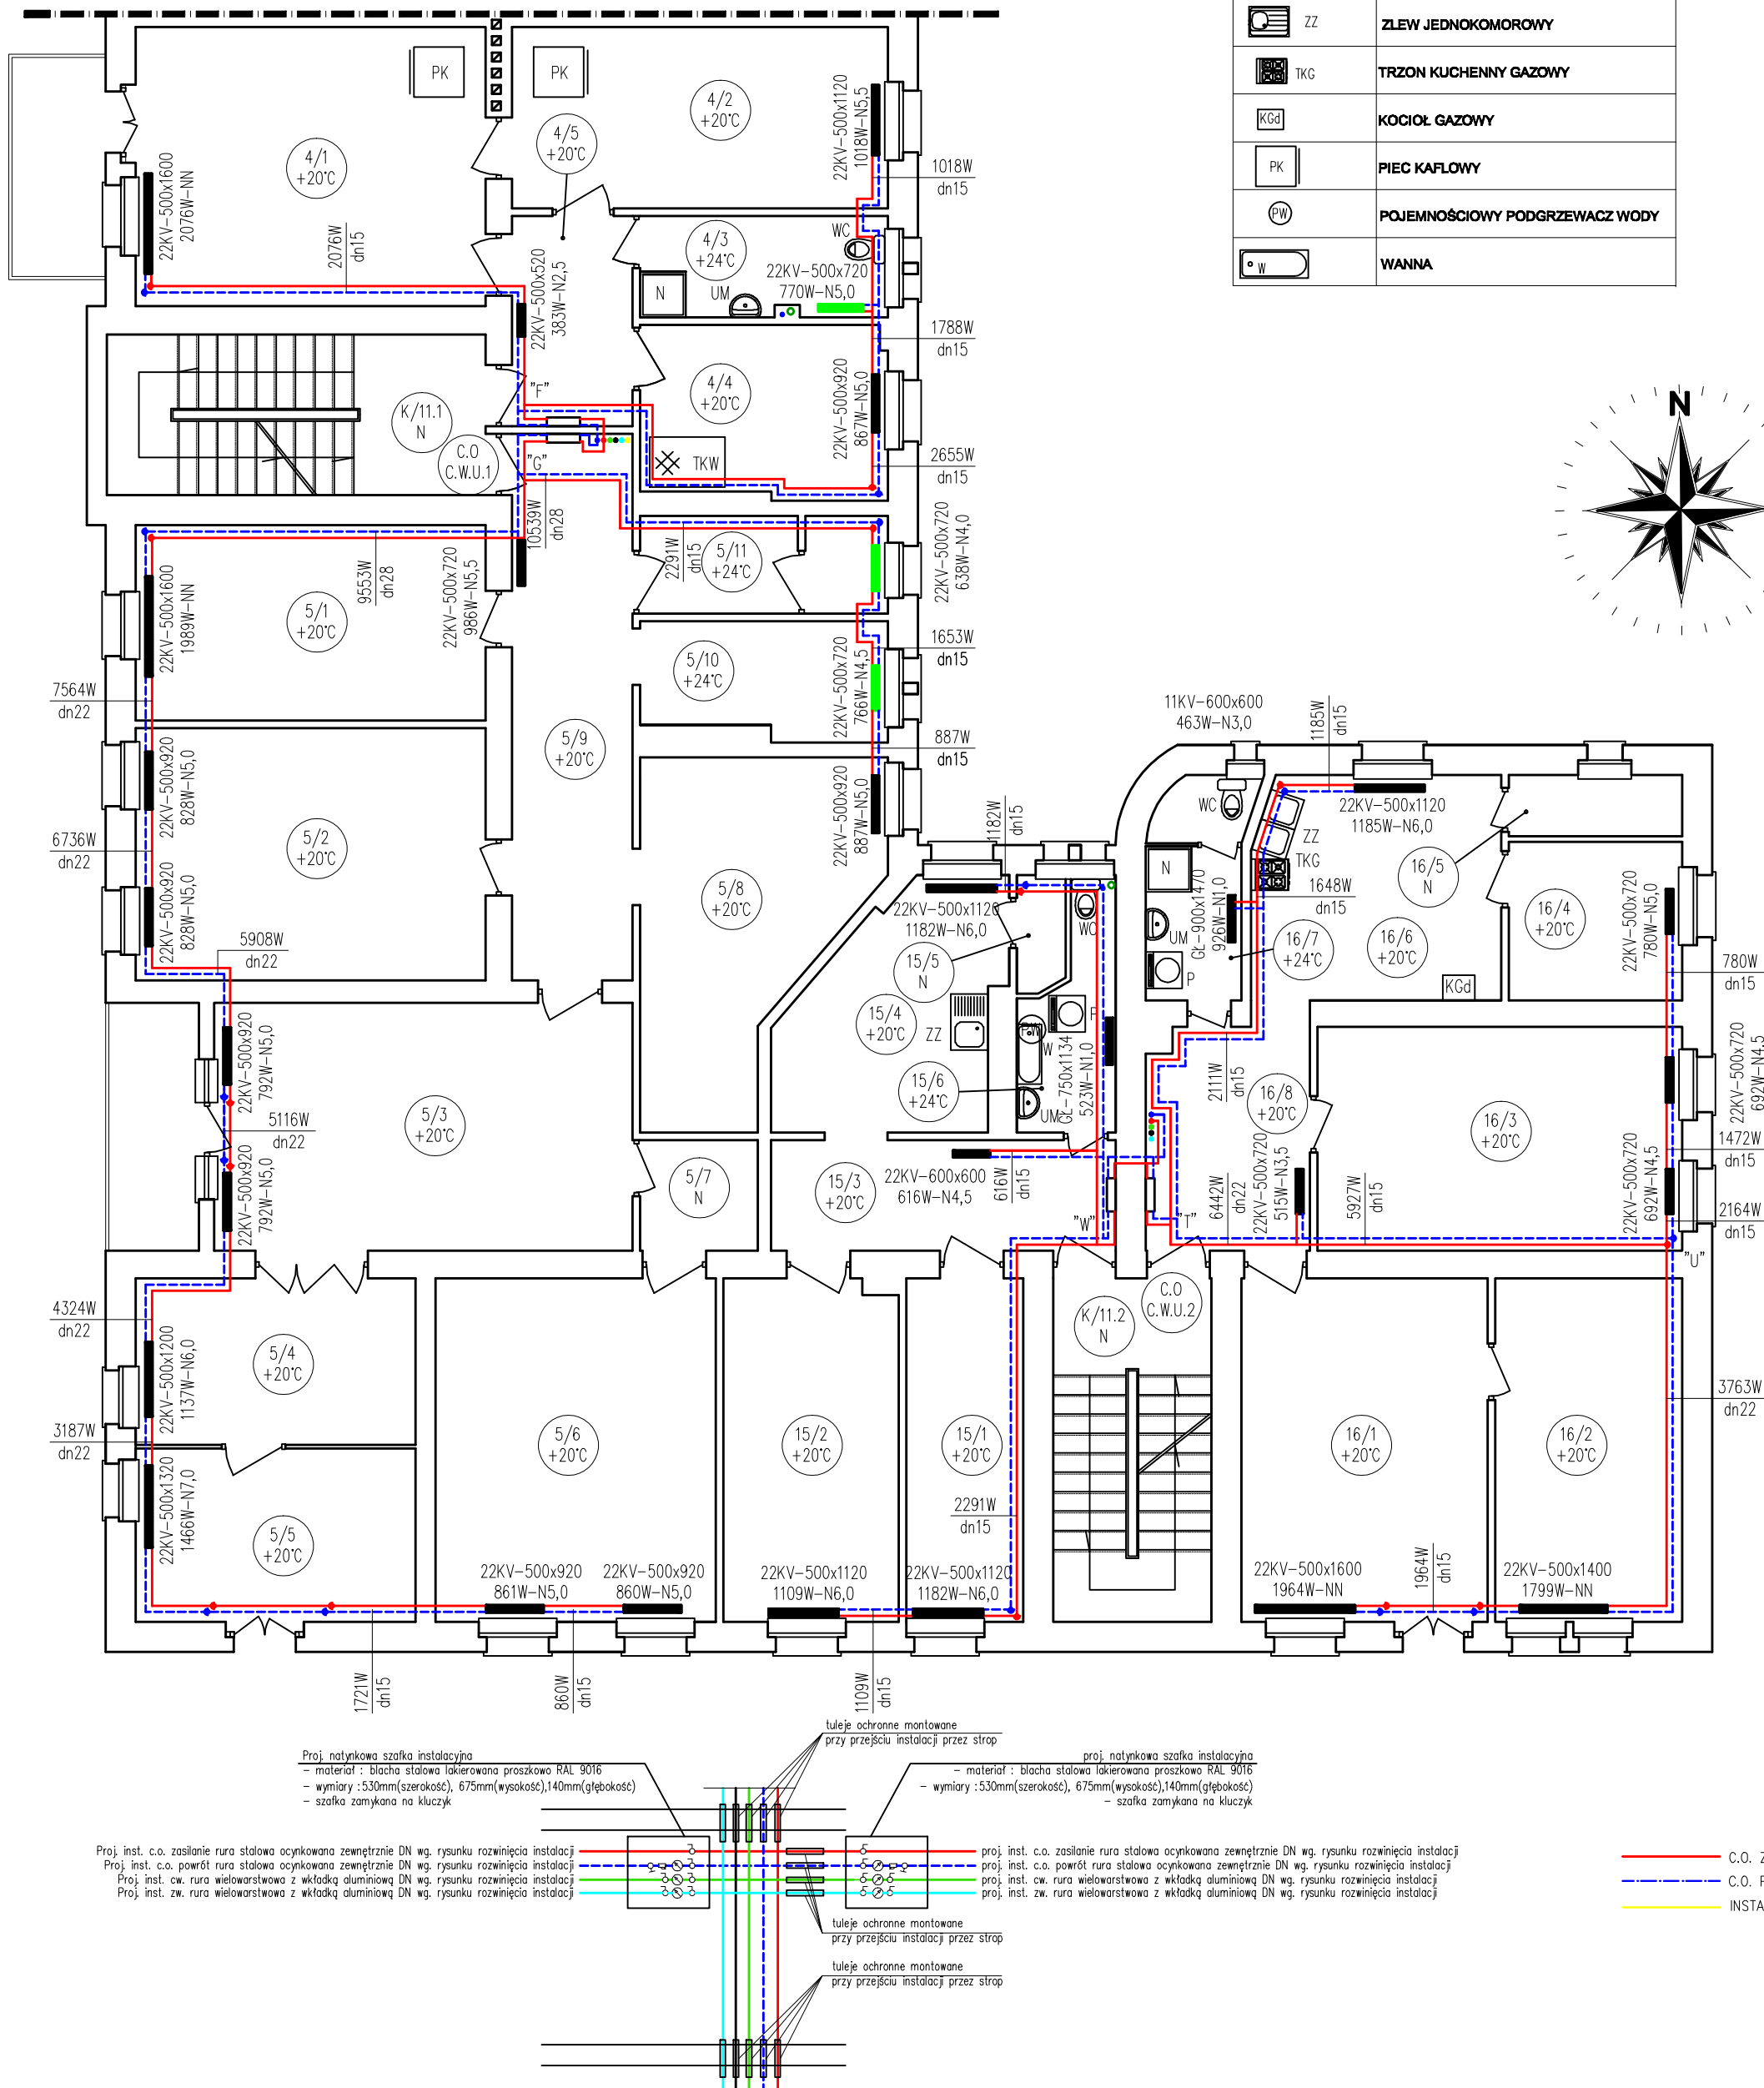 ZZ ZLEW JEDNOKOMOROWY
TKG TRZON KUCHENNY GAZOWY
KGd KOCIOŁ GAZOWY
PK PIEC KAFLOWY
PW POJEMNOŚCIOWY PODGRZEWACZ WODY
W WANNA
N
PK
PK
4/1
+20°C
4/2
+20°C
4/5
+20°C
22KV-500x1600
2076W-NN
2076W
dn15
22KV-500x1120
1018W-N5,5
1018W
dn15
4/3
+24°C
WC
N
UM
22KV-500x720
770W-N5,0
22KV-500x520
383W-N2,5
1788W
dn15
4/4
+20°C
22KV-500x920
867W-N5,0
TKW
2655W
dn15
K/11.1
N
C.O
C.W.U.1
"F"
"G"
10539W
dn28
2291W
dn15
5/11
+24°C
22KV-500x720
638W-N4,0
9553W
dn28
22KV-500x720
986W-N5,5
5/1
+20°C
22KV-500x1600
1989W-NN
7564W
dn22
5/10
+24°C
22KV-500x720
766W-N4,5
1653W
dn15
5/9
+20°C
887W
dn15
22KV-500x920
828W-N5,0
5/2
+20°C
6736W
dn22
22KV-500x920
828W-N5,0
5908W
dn22
5/8
+20°C
22KV-500x920
887W-N5,0
1182W
dn15
22KV-500x1120
1182W-N6,0
15/5
N
WC
15/4
+20°C
ZZ
P
PW
W
15/6
+24°C
UM
GŁ-750x1134
523W-N1,0
11KV-600x600
463W-N3,0
1185W
dn15
WC
22KV-500x1120
1185W-N6,0
ZZ
TKG
N
1648W
dn15
16/5
N
GŁ-900x1470
926W-N1,0
UM
P
16/7
+24°C
16/6
+20°C
KGd
16/4
+20°C
22KV-500x720
780W-N5,0
780W
dn15
2111W
dn15
16/8
+20°C
16/3
+20°C
22KV-500x720
692W-N4,5
1472W
dn15
22KV-500x720
692W-N4,5
2164W
dn15
"U"
22KV-500x920
792W-N5,0
5116W
dn22
22KV-500x920
792W-N5,0
5/3
+20°C
5/7
N
15/3
+20°C
22KV-600x600
616W-N4,5
616W
dn15
"W"
"T"
6442W
dn22
22KV-500x720
515W-N3,5
5927W
dn15
K/11.2
N
C.O
C.W.U.2
4324W
dn22
5/4
+20°C
22KV-500x1200
1137W-N6,0
3187W
dn22
22KV-500x1320
1466W-N7,0
5/5
+20°C
5/6
+20°C
15/2
+20°C
15/1
+20°C
2291W
dn15
16/1
+20°C
16/2
+20°C
3763W
dn22
22KV-500x920
861W-N5,0
22KV-500x920
860W-N5,0
22KV-500x1120
1109W-N6,0
22KV-500x1120
1182W-N6,0
22KV-500x1600
1964W-NN
1964W
dn15
22KV-500x1400
1799W-NN
1721W
dn15
860W
dn15
1109W
dn15
tuleje ochronne montowane
przy przejściu instalacji przez strop
Proj. natynkowa szafka instalacyjna
- materiał : blacha stalowa lakierowana proszkowo RAL 9016
- wymiary :530mm(szerokość), 675mm(wysokość),140mm(głębokość)
- szafka zamykana na kluczyk
proj. natynkowa szafka instalacyjna
- materiał : blacha stalowa lakierowana proszkowo RAL 9016
- wymiary :530mm(szerokość), 675mm(wysokość),140mm(głębokość)
- szafka zamykana na kluczyk
Proj. inst. c.o. zasilanie rura stalowa ocynkowana zewnętrznie DN wg. rysunku rozwinięcia instalacji
Proj. inst. c.o. powrót rura stalowa ocynkowana zewnętrznie DN wg. rysunku rozwinięcia instalacji
Proj. inst. cw. rura wielowarstwowa z wkładką aluminiową DN wg. rysunku rozwinięcia instalacji
Proj. inst. zw. rura wielowarstwowa z wkładką aluminiową DN wg. rysunku rozwinięcia instalacji
proj. inst. c.o. zasilanie rura stalowa ocynkowana zewnętrznie DN wg. rysunku rozwinięcia instalacji
proj. inst. c.o. powrót rura stalowa ocynkowana zewnętrznie DN wg. rysunku rozwinięcia instalacji
proj. inst. cw. rura wielowarstwowa z wkładką aluminiową DN wg. rysunku rozwinięcia instalacji
proj. inst. zw. rura wielowarstwowa z wkładką aluminiową DN wg. rysunku rozwinięcia instalacji
tuleje ochronne montowane
przy przejściu instalacji przez strop
tuleje ochronne montowane
przy przejściu instalacji przez strop
C.O.
C.O.
INSTA